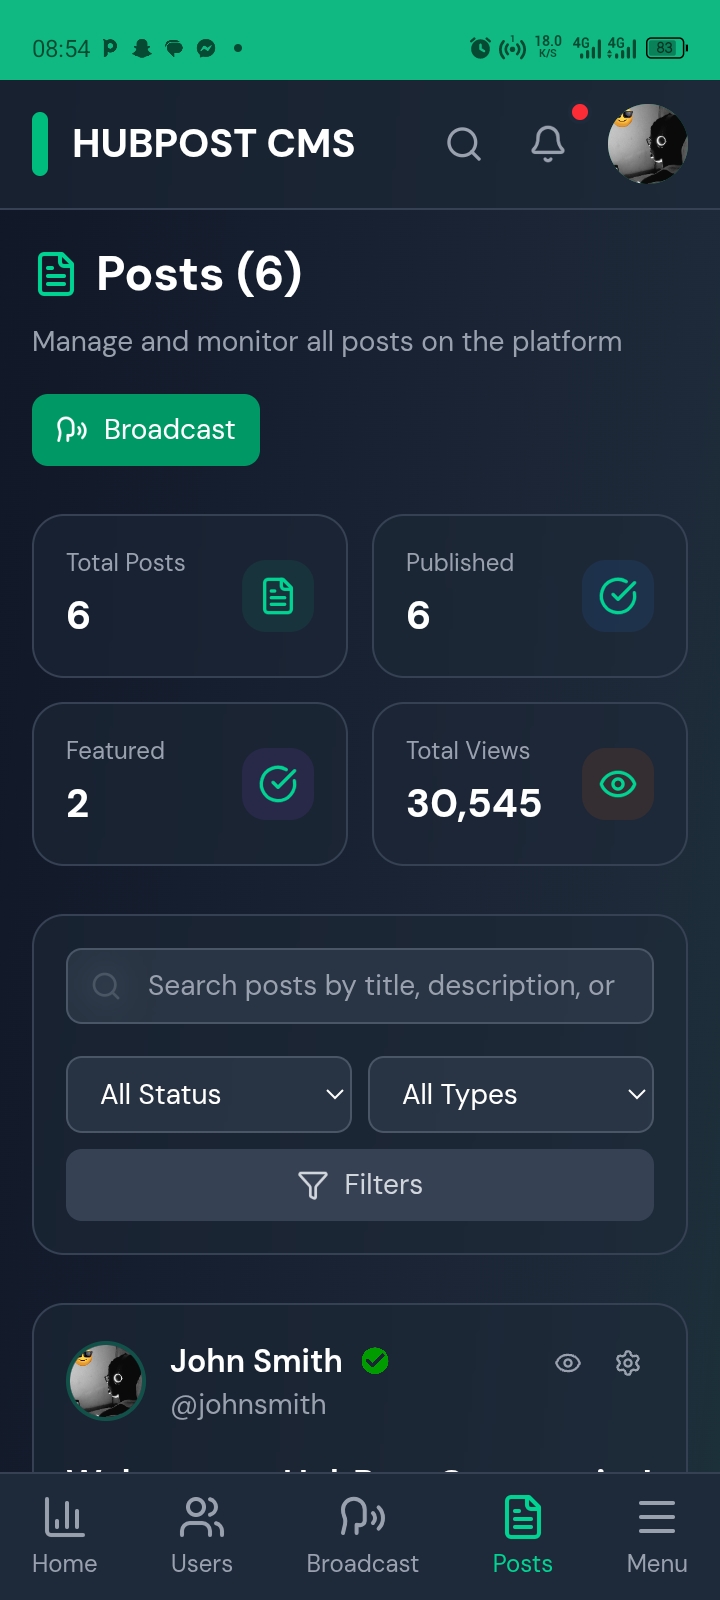 08:54
1
18.0
K/S
4G
4G
83
HUBPOST CMS
Posts (6)
Manage and monitor all posts on the platform
Broadcast
Total Posts
6
Published
6
Featured
2
Total Views
30,545
Search posts by title, description, or
All Status
All Types
Filters
John Smith
@johnsmith
Home
Users
Broadcast
Posts
Menu